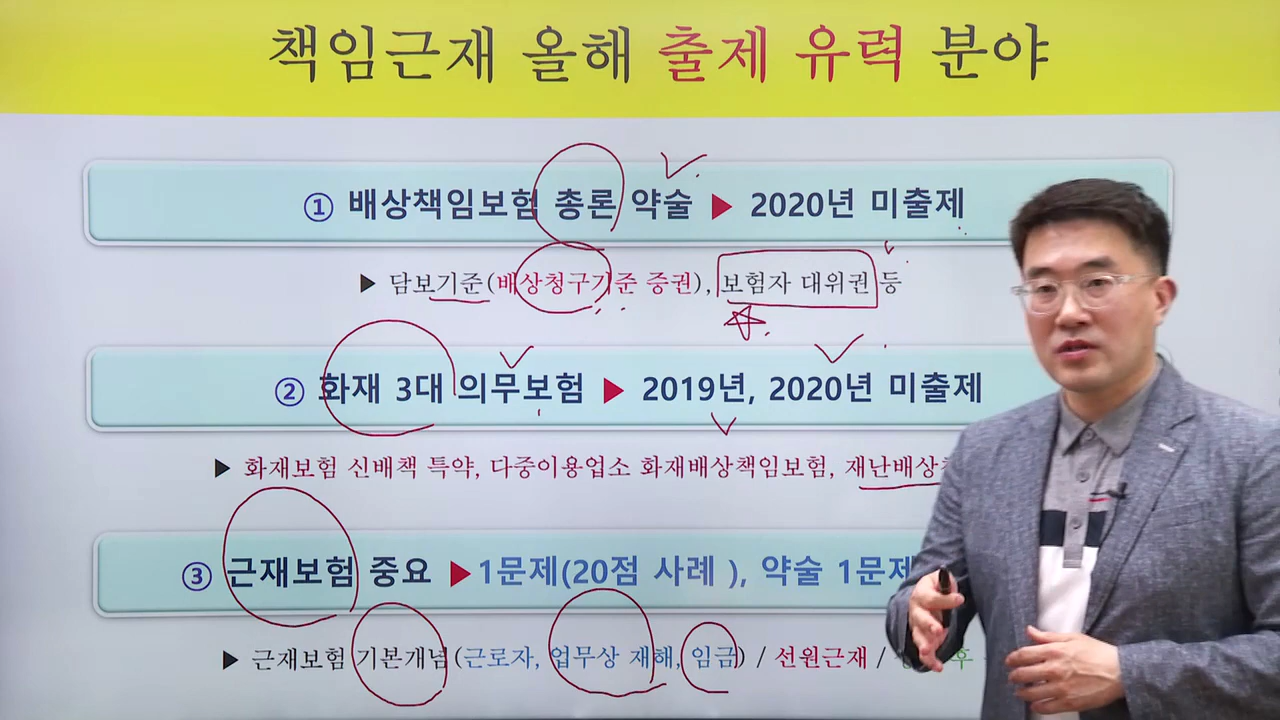 책임근재 올해 출제 유력 분야
① 배상책임보험 총론 약술 ▶ 2020년 미출제
▶ 담보기준(배상청구기준 증권), 보험자 대위권 등
② 화재 3대 의무보험 ▶ 2019년, 2020년 미출제
▶ 화재보험 신배책 특약, 다중이용업소 화재배상책임보험, 재난배상
③ 근재보험 중요 ▶ 1문제(20점 사례 ), 약술 1문제
▶ 근재보험 기본개념(근로자, 업무상 재해, 임금) / 선원근재 / 후